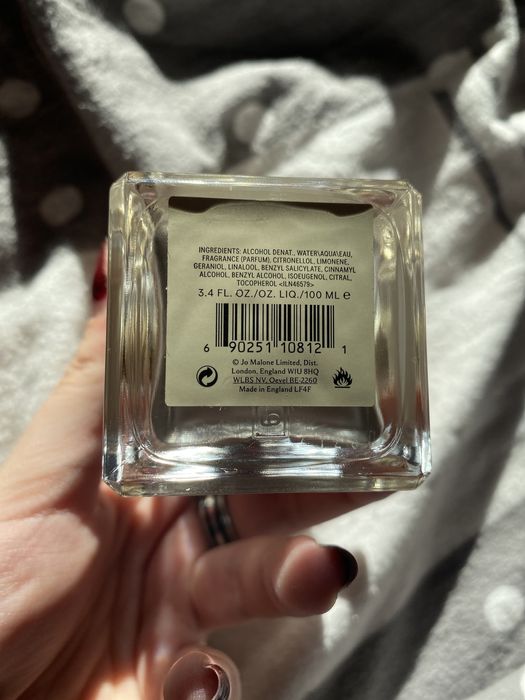 INGREDIENTS: ALCOHOL DENAT., WATER\AQUA\EAU,
FRAGRANCE (PARFUM), CITRONELLOL, LIMONENE,
GERANIOL, LINALOOL, BENZYL SALICYLATE, CINNAMYL
ALCOHOL, BENZYL ALCOHOL, ISOEUGENOL, CITRAL,
TOCOPHEROL <ILN46579>
3.4 FL. OZ./OZ. LIQ./100 ML ℮
6 90251 10812 1
© Jo Malone Limited, Dist.
London, England W1U 8HQ
WLBS NV, Oevel BE-2260
Made in England LF4F